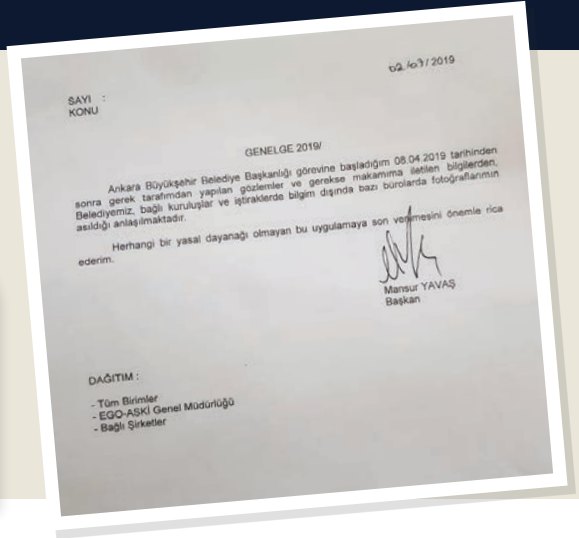 02/07/2019
SAYI :
KONU
GENELGE 2019/
Ankara Büyükşehir Belediye Başkanlığı görevine başladığım 08.04.2019 tarihinden
sonra gerek tarafımdan yapılan gözlemler ve gerekse makamıma iletilen bilgilerden,
Belediyemiz, bağlı kuruluşlar ve iştiraklerde bilgim dışında bazı bürolarda fotoğraflarımın
asıldığı anlaşılmaktadır.
Herhangi bir yasal dayanağı olmayan bu uygulamaya son verilmesini önemle rica
ederim.
Mansur YAVAŞ
Başkan
DAĞITIM :
- Tüm Birimler
- EGO-ASKİ Genel Müdürlüğü
- Bağlı Şirketler